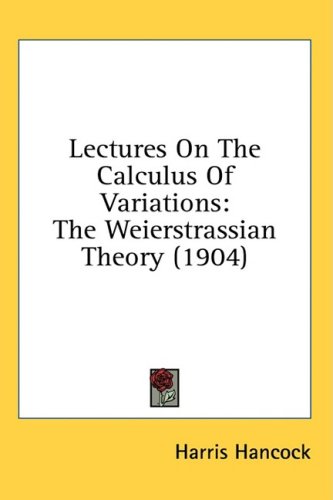 Lectures On The
Calculus Of
Variations:
The Weierstrassian
Theory (1904)
Harris Hancock